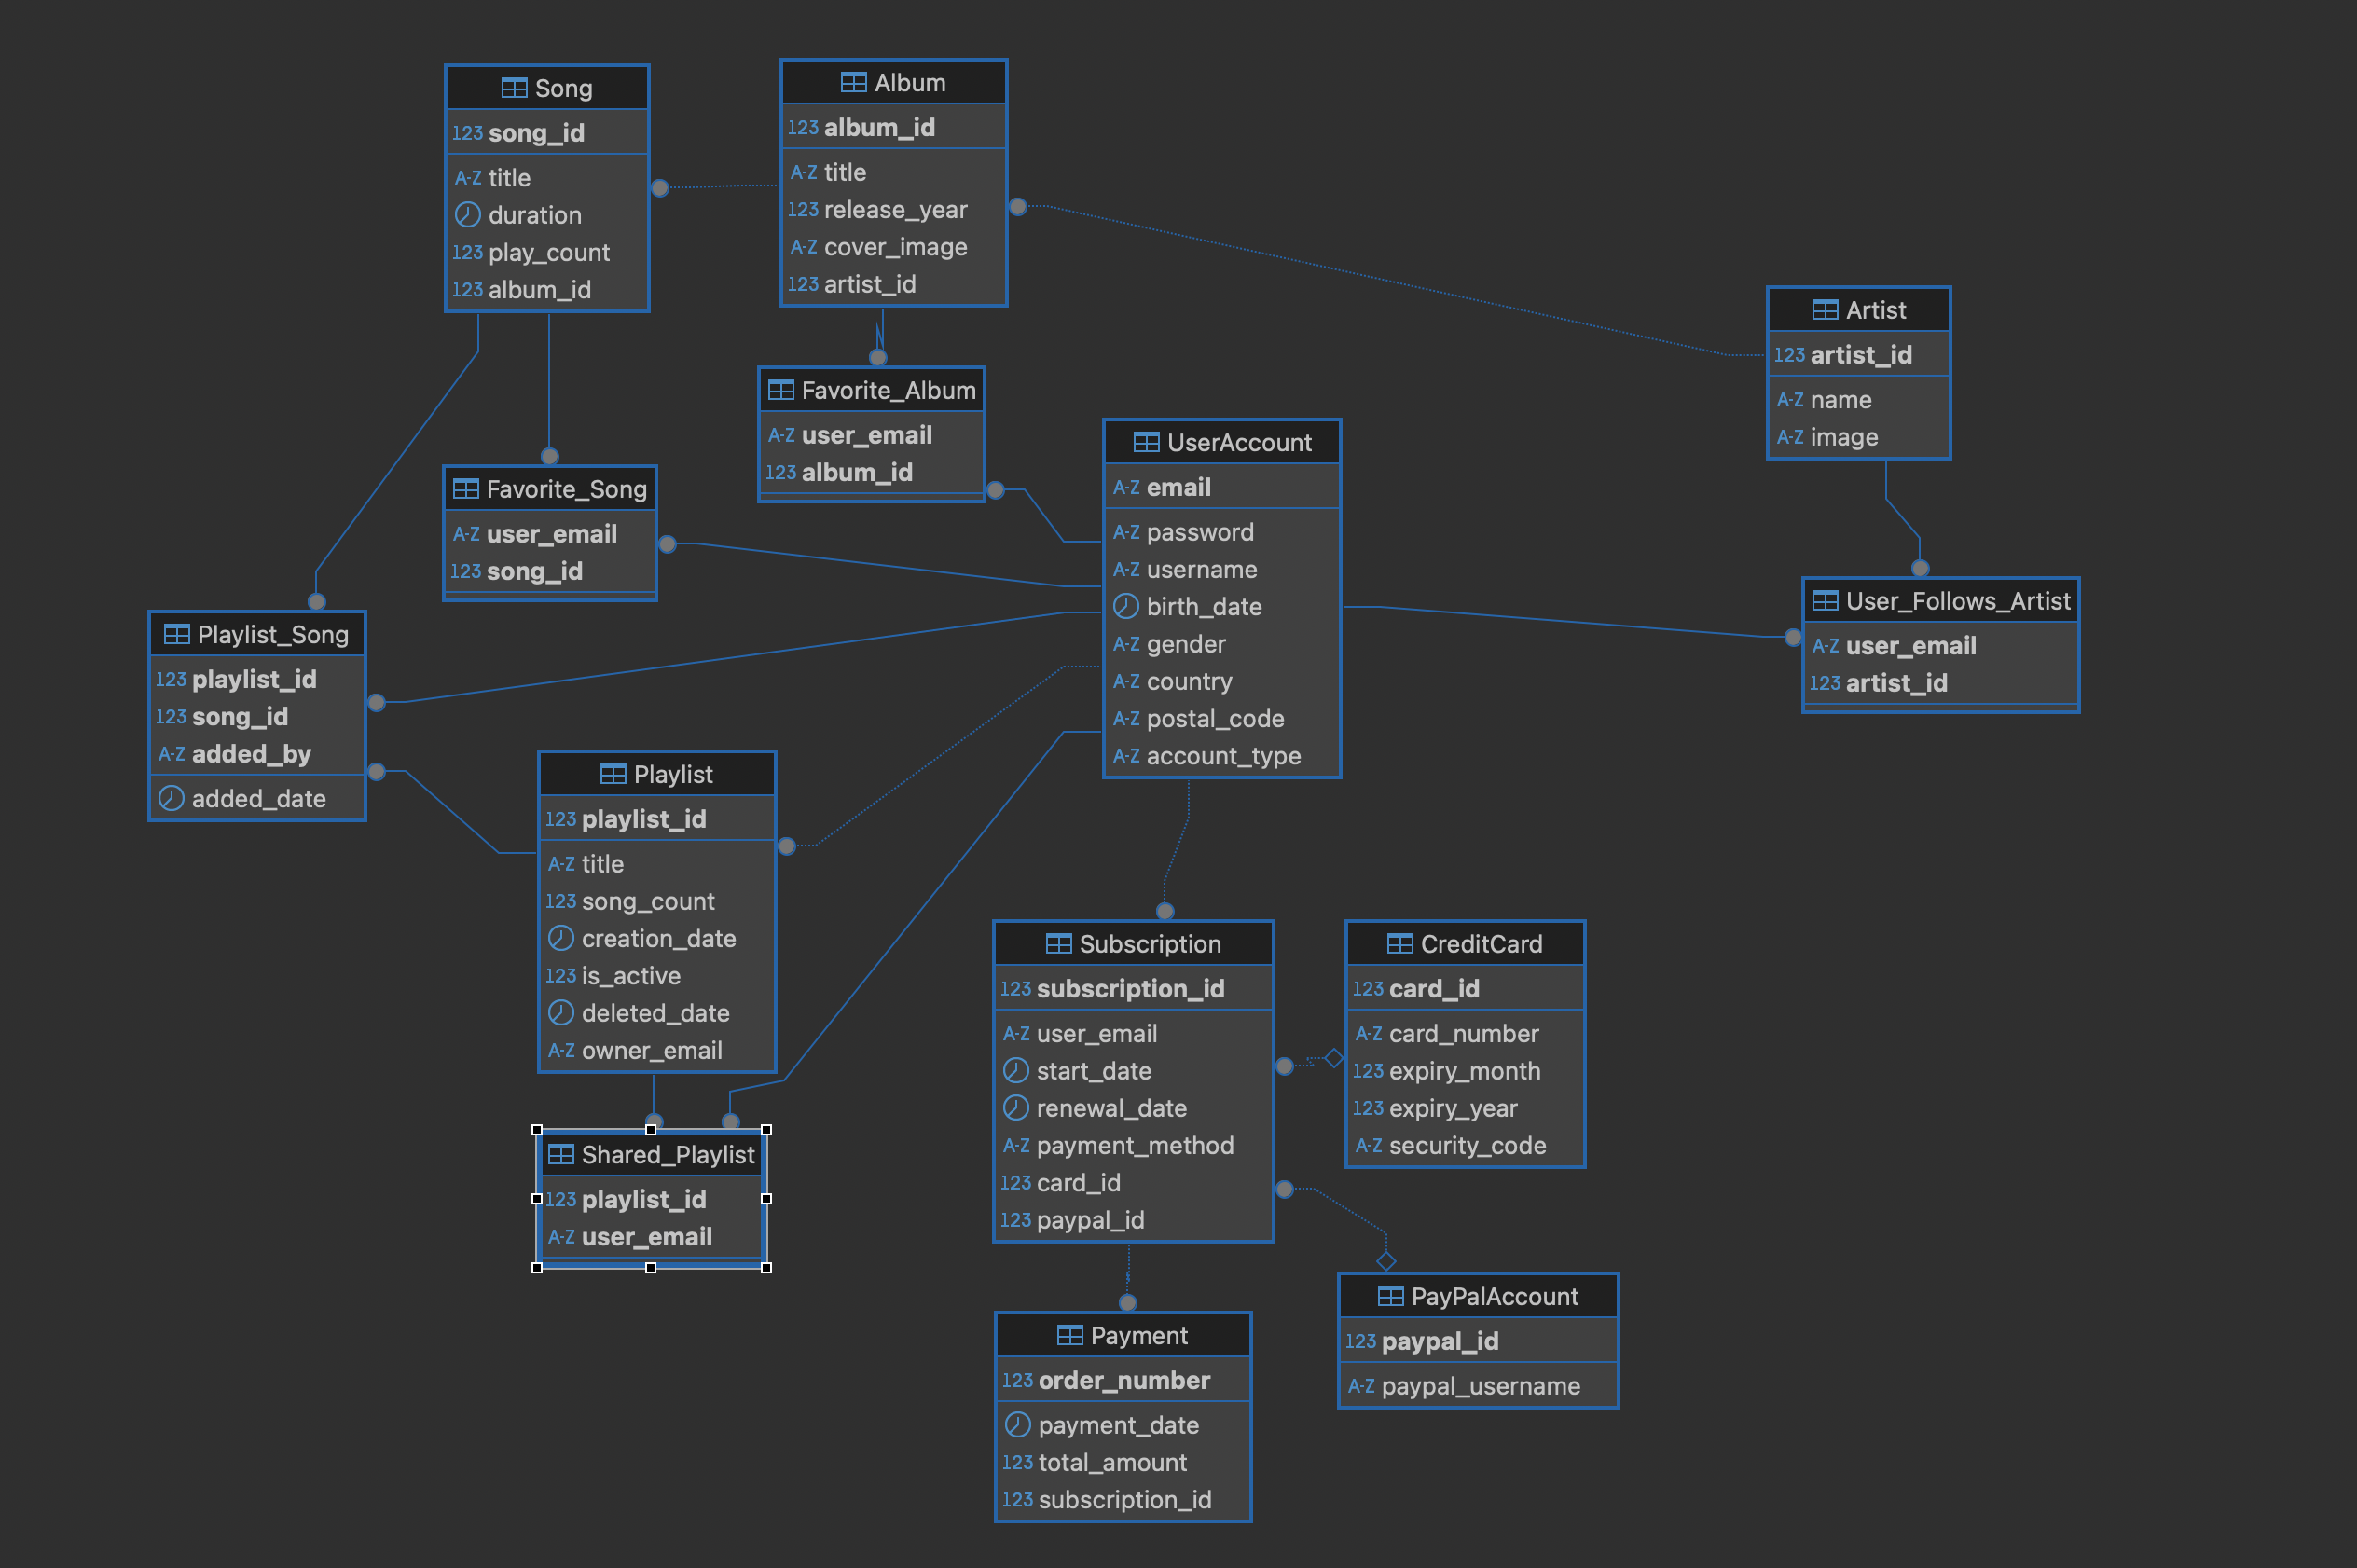 Song
123 song_id
A-Z title
duration
123 play_count
123 album_id
Album
123 album_id
A-Z title
123 release_year
A-Z cover_image
123 artist_id
Artist
123 artist_id
A-Z name
A-Z image
Favorite_Album
A-Z user_email
123 album_id
UserAccount
A-Z email
A-Z password
A-Z username
birth_date
A-Z gender
A-Z country
A-Z postal_code
A-Z account_type
Favorite_Song
A-Z user_email
123 song_id
User_Follows_Artist
A-Z user_email
123 artist_id
Playlist_Song
123 playlist_id
123 song_id
A-Z added_by
added_date
Playlist
123 playlist_id
A-Z title
123 song_count
creation_date
123 is_active
deleted_date
A-Z owner_email
Subscription
123 subscription_id
A-Z user_email
start_date
renewal_date
A-Z payment_method
123 card_id
123 paypal_id
CreditCard
123 card_id
A-Z card_number
123 expiry_month
123 expiry_year
A-Z security_code
Shared_Playlist
123 playlist_id
A-Z user_email
PayPalAccount
123 paypal_id
A-Z paypal_username
Payment
123 order_number
payment_date
123 total_amount
123 subscription_id